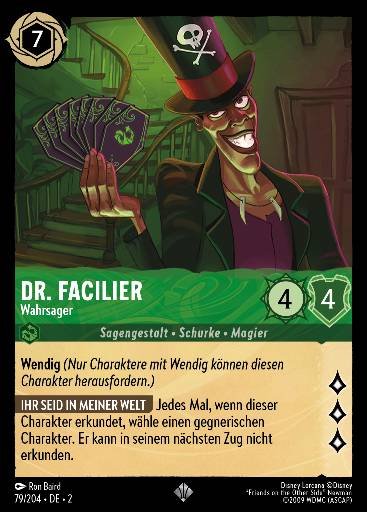 7
DR. FACILIER
Wahrsager
4
4
Sagengestalt • Schurke • Magier
Wendig (Nur Charaktere mit Wendig können diesen
Charakter herausfordern.)
IHR SEID IN MEINER WELT Jedes Mal, wenn dieser
Charakter erkundet, wähle einen gegnerischen
Charakter. Er kann in seinem nächsten Zug nicht
erkunden.
Ron Baird
79/204 • DE • 2
Disney Lorcana ©Disney
"Friends on the Other Side" Newman
©2009 WDMC (ASCAP)